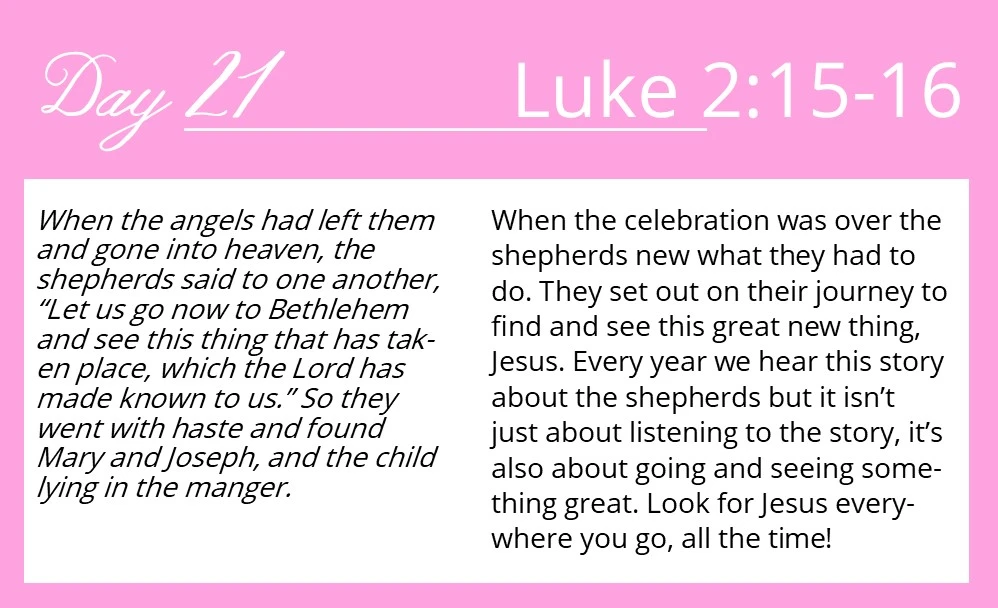 Day 21
Luke 2:15-16
When the angels had left them
and gone into heaven, the
shepherds said to one another,
“Let us go now to Bethlehem
and see this thing that has tak-
en place, which the Lord has
made known to us.” So they
went with haste and found
Mary and Joseph, and the child
lying in the manger.
When the celebration was over the
shepherds new what they had to
do. They set out on their journey to
find and see this great new thing,
Jesus. Every year we hear this story
about the shepherds but it isn’t
just about listening to the story, it’s
also about going and seeing some-
thing great. Look for Jesus every-
where you go, all the time!